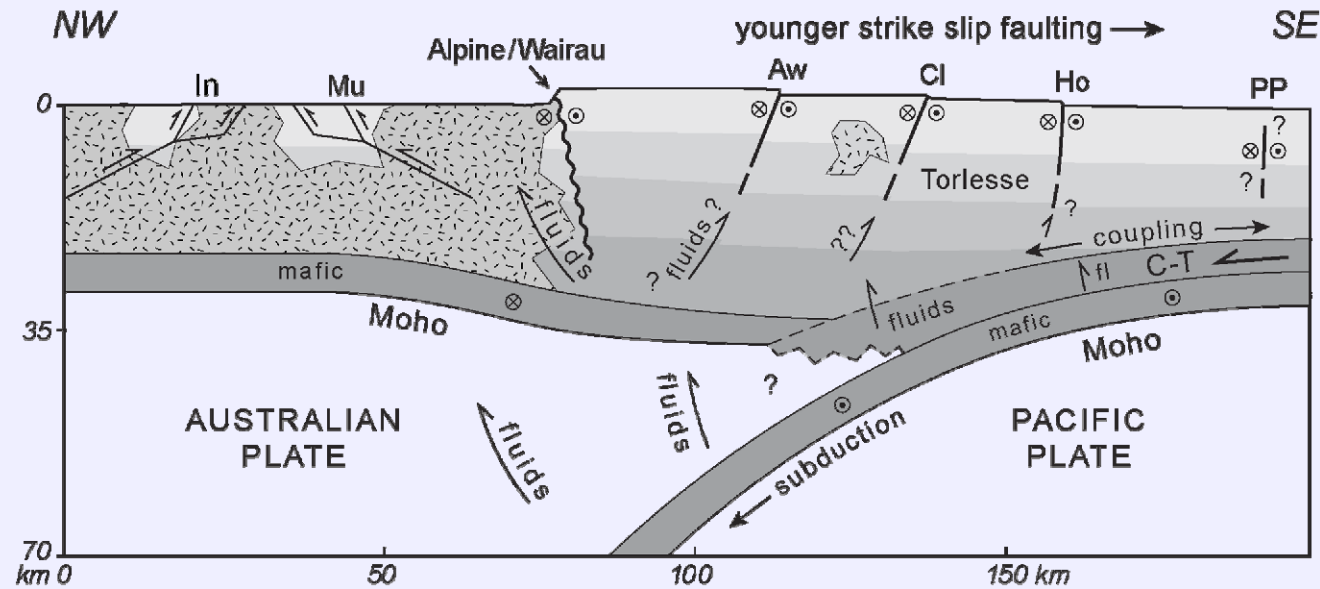 NW
younger strike slip faulting
SE
Alpine/Wairau
In
Mu
Aw
Cl
Ho
PP
0
?
?
Torlesse
fluids
fluids?
?
??
?
coupling
mafic
fl
C-T
fluids
mafic
Moho
Moho
35
fluids
?
fluids
subduction
AUSTRALIAN
PLATE
PACIFIC
PLATE
70
km 0
50
100
150 km